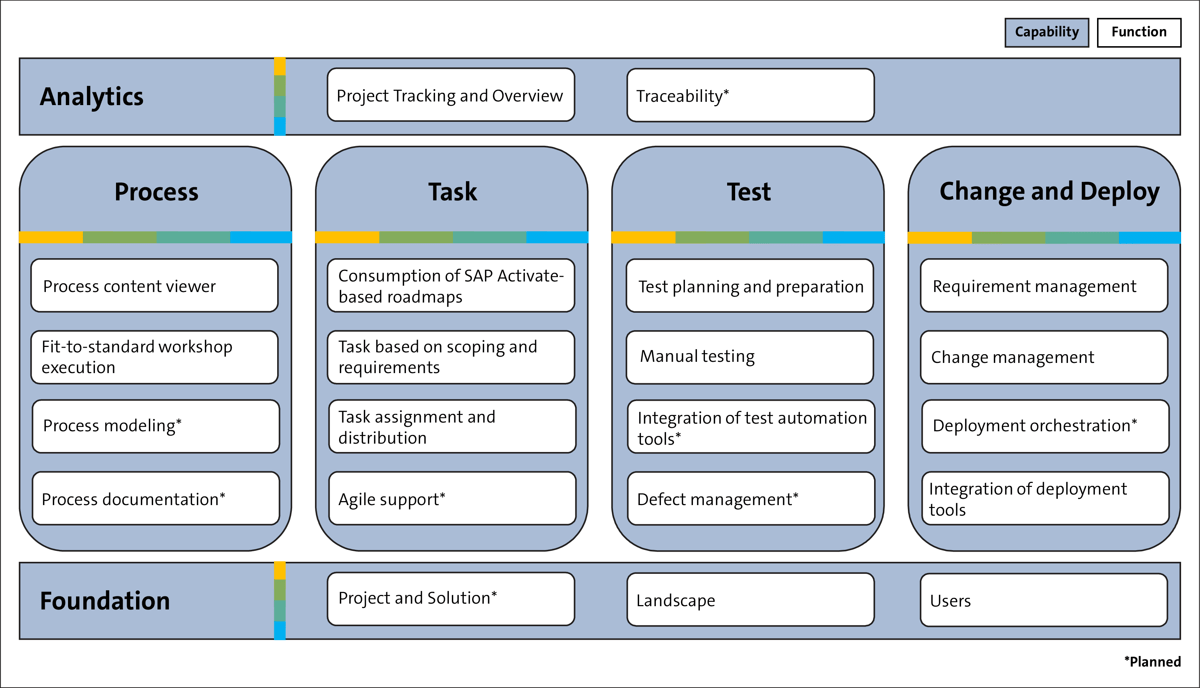 Capability
Function
Analytics
Project Tracking and Overview
Traceability*
Process
Process content viewer
Fit-to-standard workshop
execution
Process modeling*
Process documentation*
Task
Consumption of SAP Activate-
based roadmaps
Task based on scoping and
requirements
Task assignment and
distribution
Agile support*
Test
Test planning and preparation
Manual testing
Integration of test automation
tools*
Defect management*
Change and Deploy
Requirement management
Change management
Deployment orchestration*
Integration of deployment
tools
Foundation
Project and Solution*
Landscape
Users
*Planned